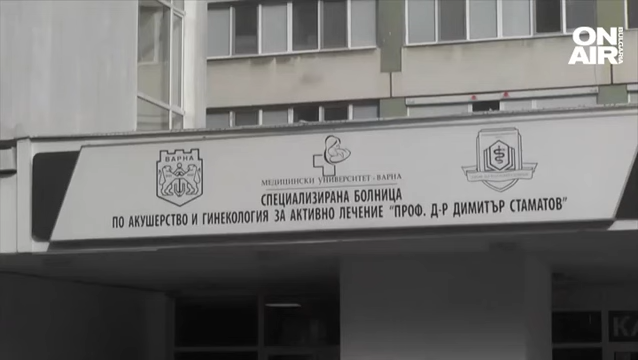 ON AIR BULGARIA
ВАРНА
МЕДИЦИНСКИ УНИВЕРСИТЕТ - ВАРНА
СПЕЦИАЛИЗИРАНА БОЛНИЦА
ПО АКУШЕРСТВО И ГИНЕКОЛОГИЯ ЗА АКТИВНО ЛЕЧЕНИЕ "ПРОФ. Д-Р ДИМИТЪР СТАМАТОВ"